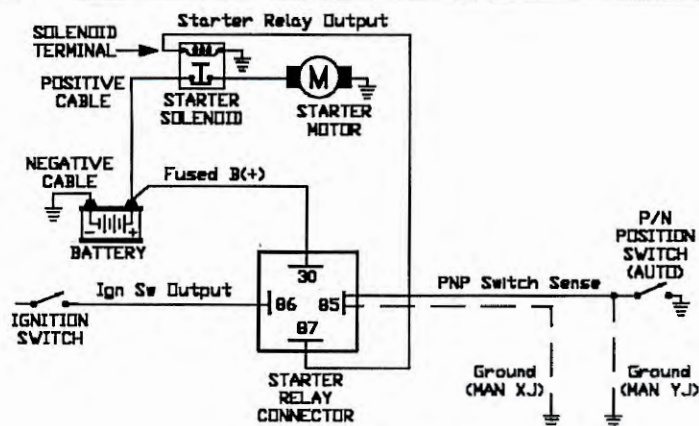 Starter Relay Output
SOLENOID
TERMINAL
POSITIVE
CABLE
STARTER
SOLENOID
M
STARTER
MOTOR
NEGATIVE
CABLE
Fused B(+)
- +
BATTERY
P/N
POSITION
SWITCH
(AUTO)
30
Ign Sw Output
86
85
PNP Switch Sense
87
IGNITION
SWITCH
Ground
(MAN XJ)
Ground
(MAN YJ)
STARTER
RELAY
CONNECTOR